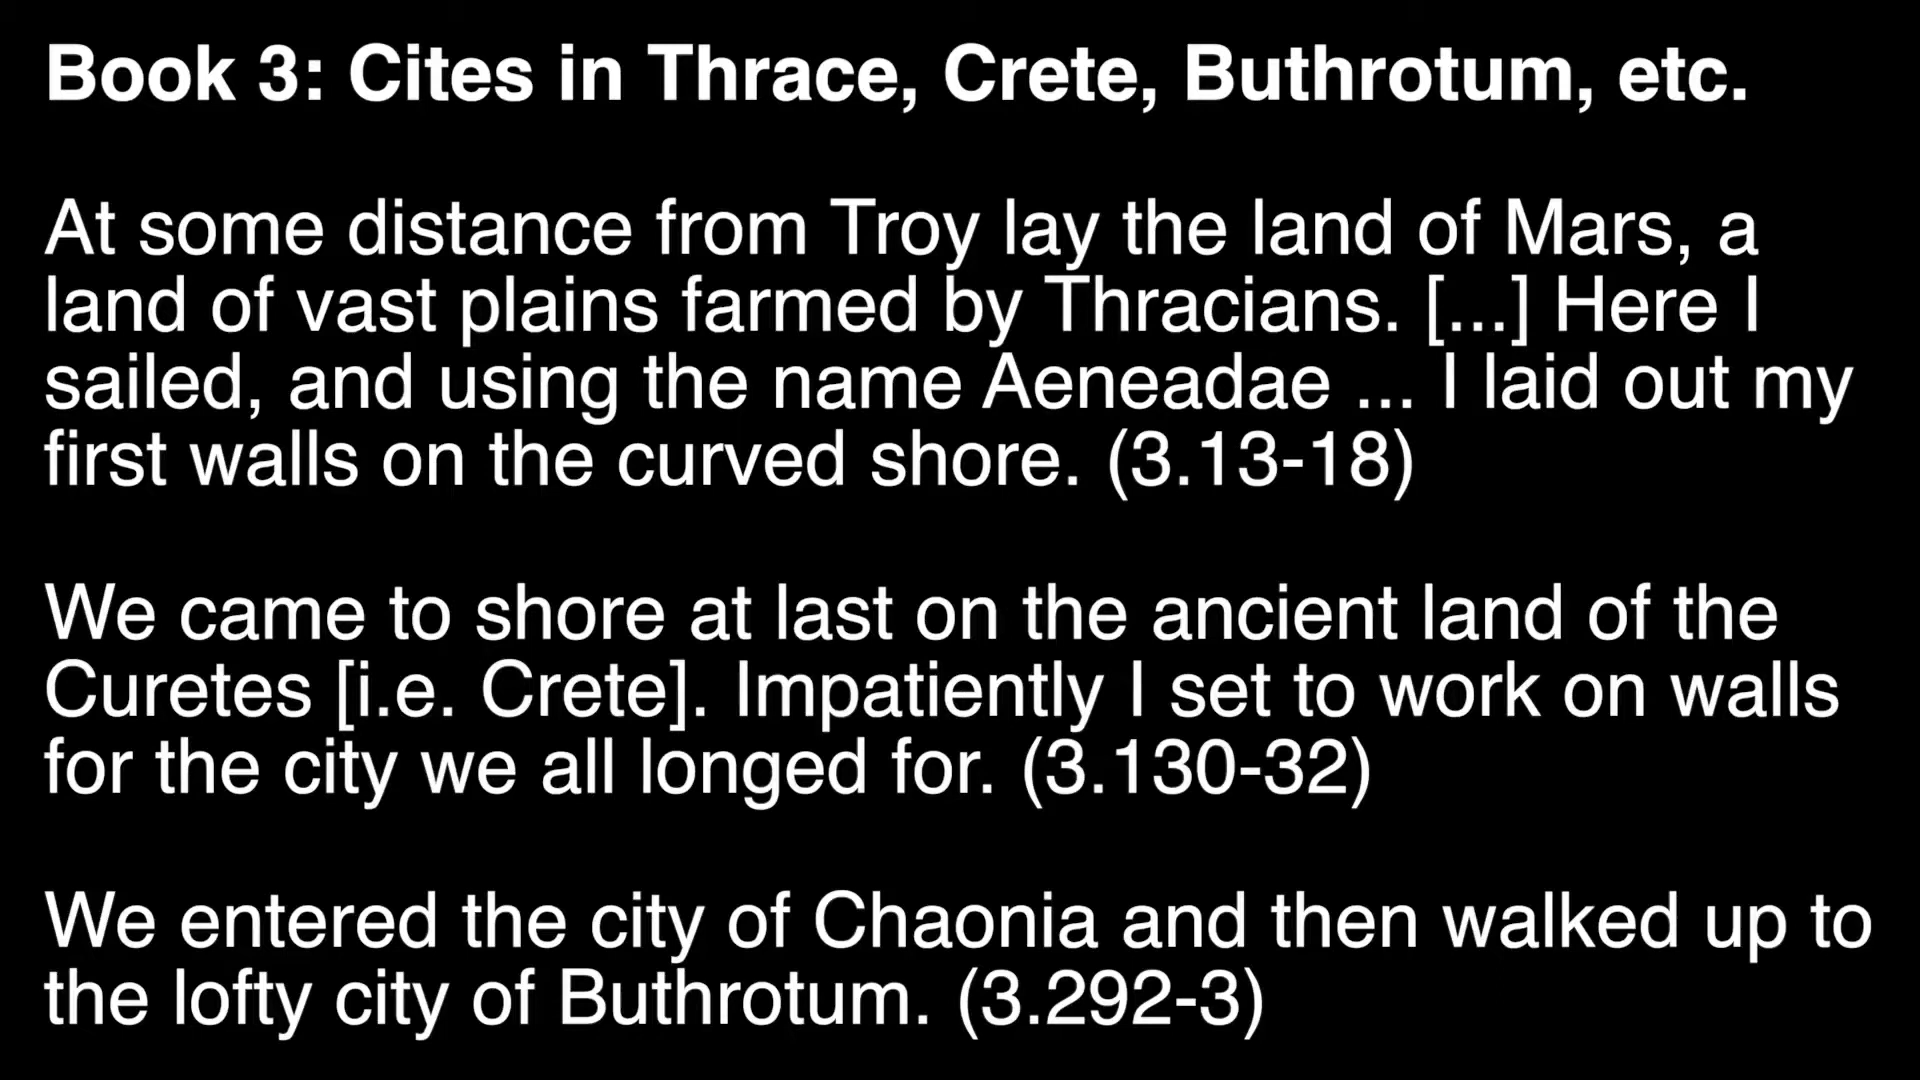 Book 3: Cites in Thrace, Crete, Buthrotum, etc.
At some distance from Troy lay the land of Mars, a
land of vast plains farmed by Thracians. [...] Here I
sailed, and using the name Aeneadae ... I laid out my
first walls on the curved shore. (3.13-18)
We came to shore at last on the ancient land of the
Curetes [i.e. Crete]. Impatiently I set to work on walls
for the city we all longed for. (3.130-32)
We entered the city of Chaonia and then walked up to
the lofty city of Buthrotum. (3.292-3)